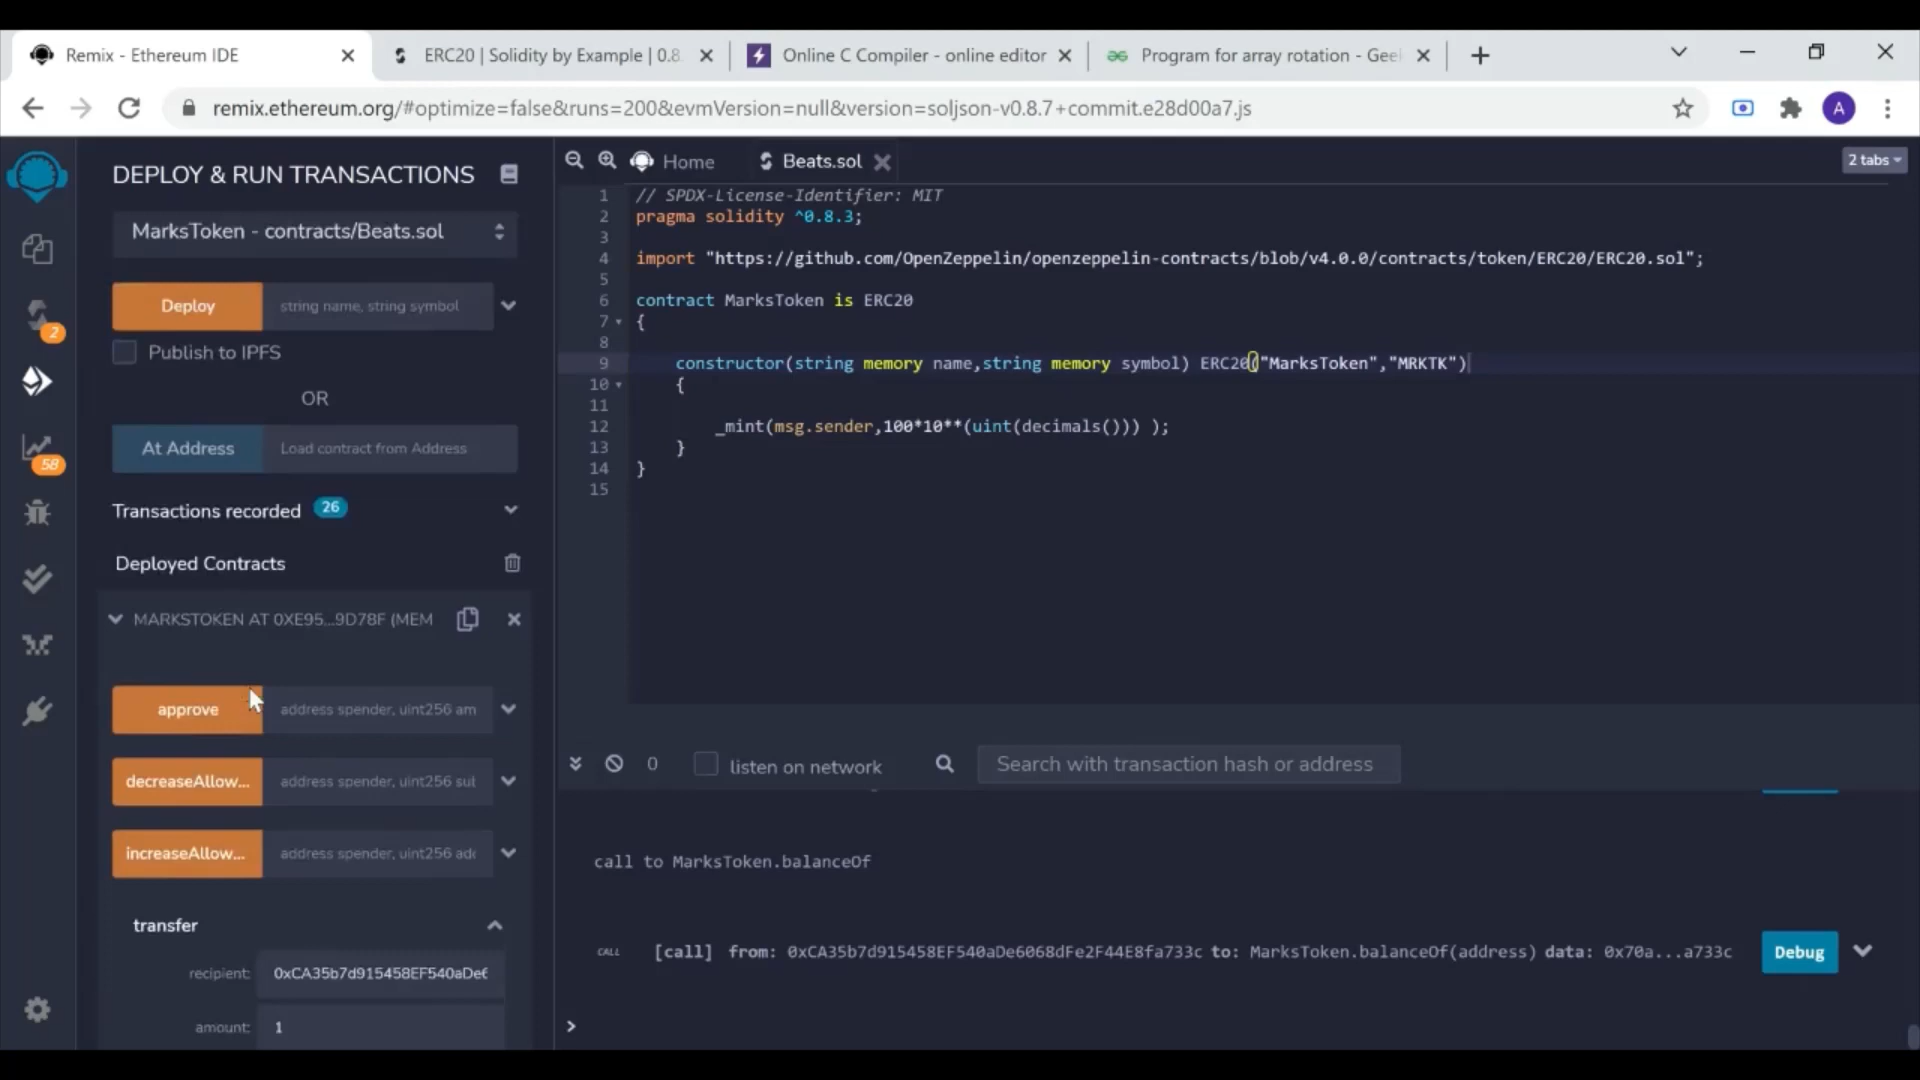 Remix - Ethereum IDE
ERC20 | Solidity by Example | 0.8.
Online C Compiler - online editor
Program for array rotation - Gee
remix.ethereum.org/#optimize=false&runs=200&evmVersion=null&version=soljson-v0.8.7+commit.e28d00a7.js
A
DEPLOY & RUN TRANSACTIONS
MarksToken - contracts/Beats.sol
Deploy
string name, string symbol
Publish to IPFS
OR
At Address
Load contract from Address
Transactions recorded 26
Deployed Contracts
MARKSTOKEN AT 0XE95...9D78F (MEM
approve
address spender, uint256 am
decreaseAllow...
address spender, uint256 sul
increaseAllow...
address spender, uint256 add
transfer
recipient: 0xCA35b7d915458EF540aDe6
amount: 1
2
58
Home
Beats.sol
2 tabs
1 // SPDX-License-Identifier: MIT
2 pragma solidity ^0.8.3;
3
4 import "https://github.com/OpenZeppelin/openzeppelin-contracts/blob/v4.0.0/contracts/token/ERC20/ERC20.sol";
5
6 contract MarksToken is ERC20
7 {
8
9 constructor(string memory name,string memory symbol) ERC20("MarksToken","MRKTK")
10 {
11
12 _mint(msg.sender,100*10**(uint(decimals())) );
13 }
14 }
15
0
listen on network
Search with transaction hash or address
call to MarksToken.balanceOf
CALL [call] from: 0xCA35b7d915458EF540aDe6068dFe2F44E8fa733c to: MarksToken.balanceOf(address) data: 0x70a...a733c
Debug
>